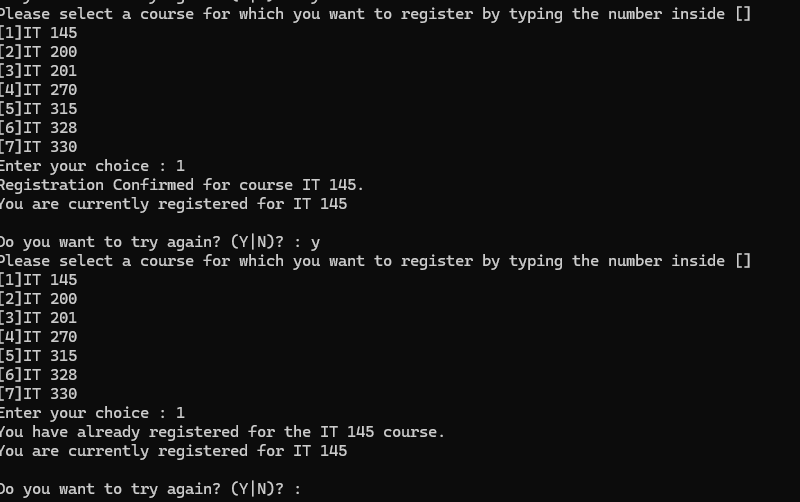 Please select a course for which you want to register by typing the number inside []
[1]IT 145
[2]IT 200
[3]IT 201
[4]IT 270
[5]IT 315
[6]IT 328
[7]IT 330
Enter your choice : 1
Registration Confirmed for course IT 145.
You are currently registered for IT 145
Do you want to try again? (Y|N)? : y
Please select a course for which you want to register by typing the number inside []
[1]IT 145
[2]IT 200
[3]IT 201
[4]IT 270
[5]IT 315
[6]IT 328
[7]IT 330
Enter your choice : 1
You have already registered for the IT 145 course.
You are currently registered for IT 145
Do you want to try again? (Y|N)? :